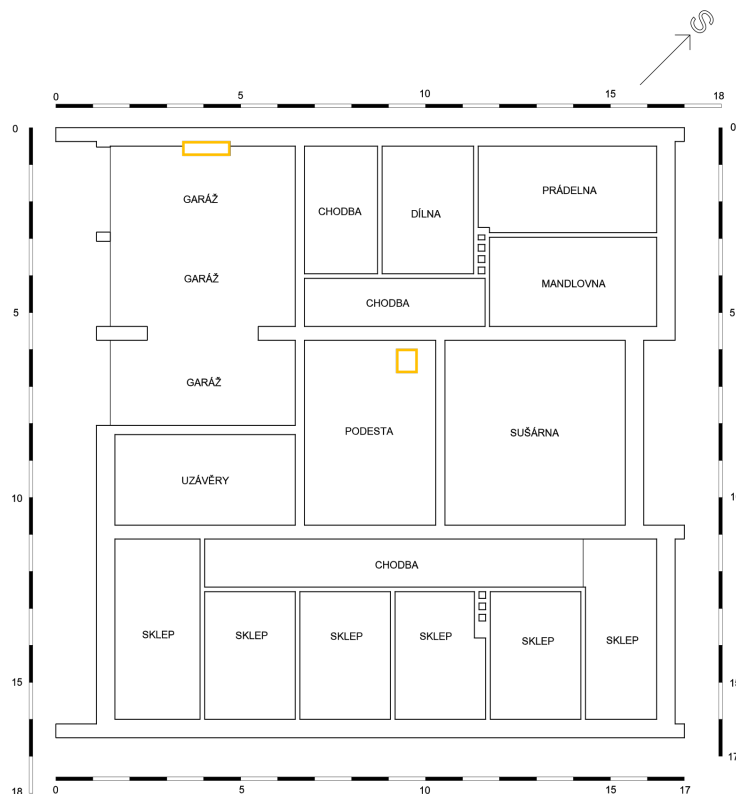 S
0 5 10 15 18
0 0
GARÁŽ
PRÁDELNA
CHODBA DÍLNA
GARÁŽ
MANDLOVNA
CHODBA
5 5
GARÁŽ
PODESTA SUŠÁRNA
UZÁVĚRY
10 10
CHODBA
SKLEP SKLEP SKLEP SKLEP SKLEP SKLEP
15 15
17
18 0 5 10 15 17